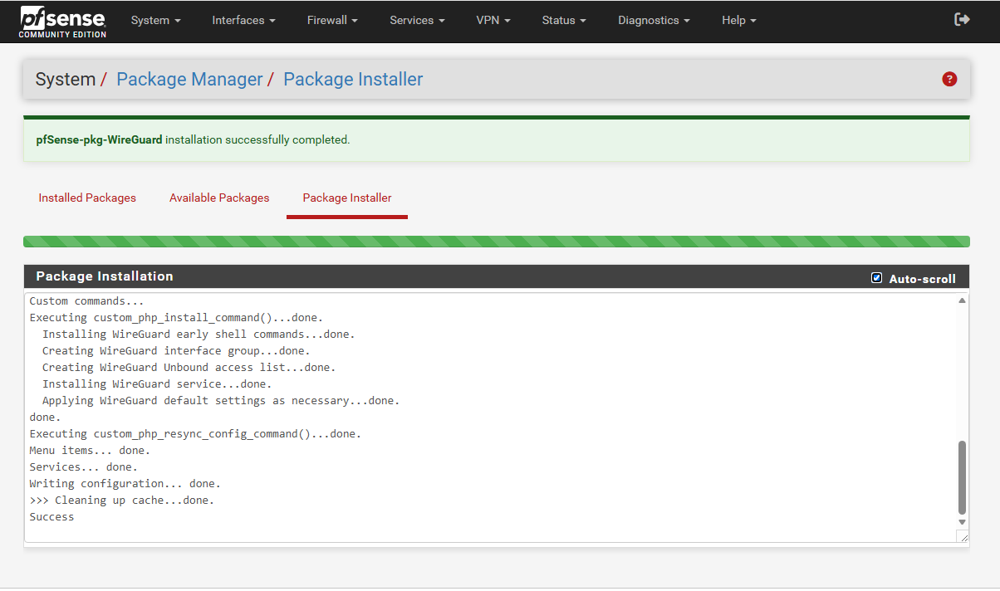 pfsense
COMMUNITY EDITION
System Interfaces Firewall Services VPN Status Diagnostics Help
System / Package Manager / Package Installer
?
pfSense-pkg-WireGuard installation successfully completed.
Installed Packages Available Packages Package Installer
Package Installation Auto-scroll
Custom commands...
Executing custom_php_install_command()...done.
Installing WireGuard early shell commands...done.
Creating WireGuard interface group...done.
Creating WireGuard Unbound access list...done.
Installing WireGuard service...done.
Applying WireGuard default settings as necessary...done.
done.
Executing custom_php_resync_config_command()...done.
Menu items... done.
Services... done.
Writing configuration... done.
>>> Cleaning up cache...done.
Success